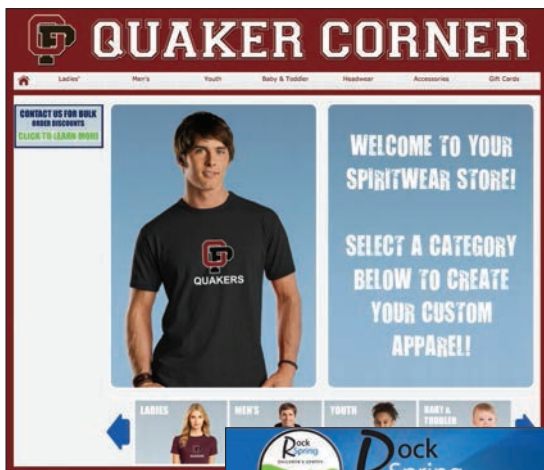 QUAKER CORNER
Ladies' Men's Youth Baby & Toddler Headwear Accessories Gift Cards
CONTACT US FOR BULK
ORDER DISCOUNTS
CLICK TO LEARN MORE
QUAKERS
WELCOME TO YOUR
SPIRITWEAR STORE!
SELECT A CATEGORY
BELOW TO CREATE
YOUR CUSTOM
APPAREL!
LADIES MEN'S YOUTH BABY &
TODDLER
Rock
Spring
ock
Spring